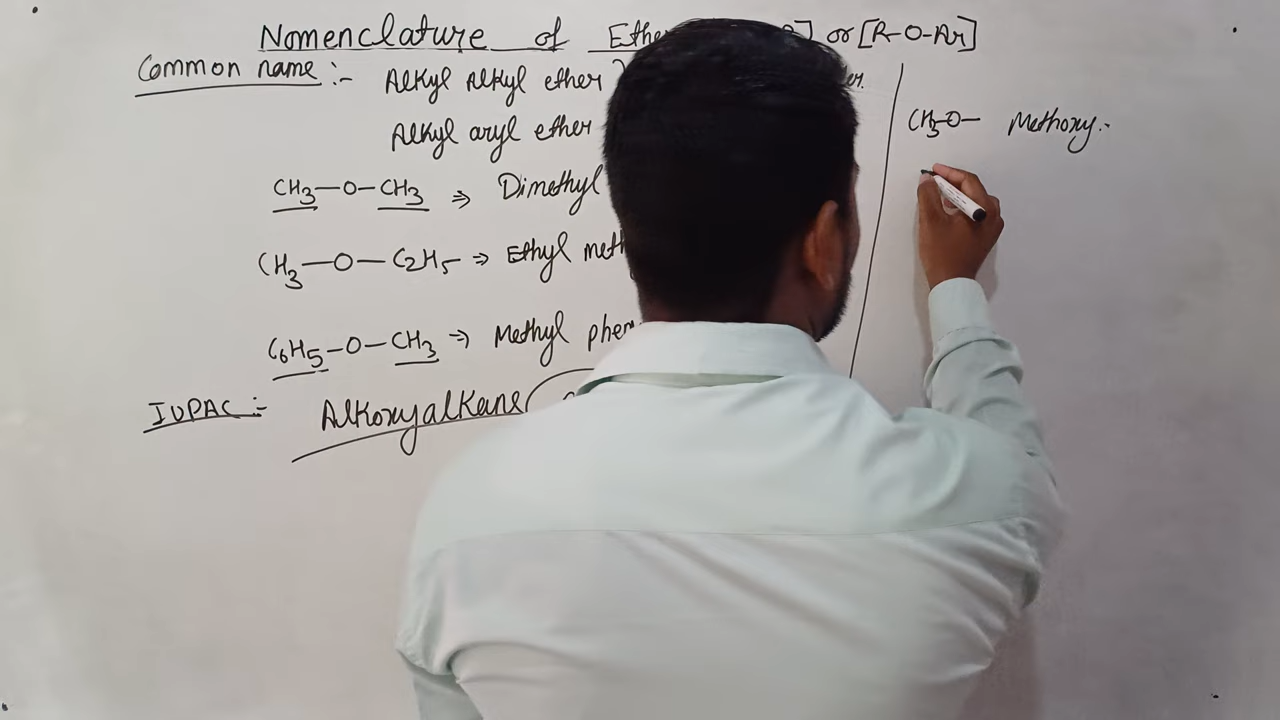 Nomenclature of Ether ] or [R-O-Ar]
Common name :- Alkyl Alkyl ether }
Alkyl aryl ether
CH3—O—CH3 ⇒ Dimethyl
CH3—O—C2H5 ⇒ Ethyl meth
C6H5—O—CH3 ⇒ Methyl phen
IUPAC :- Alkoxyalkane (
CH3-O— Methoxy.-